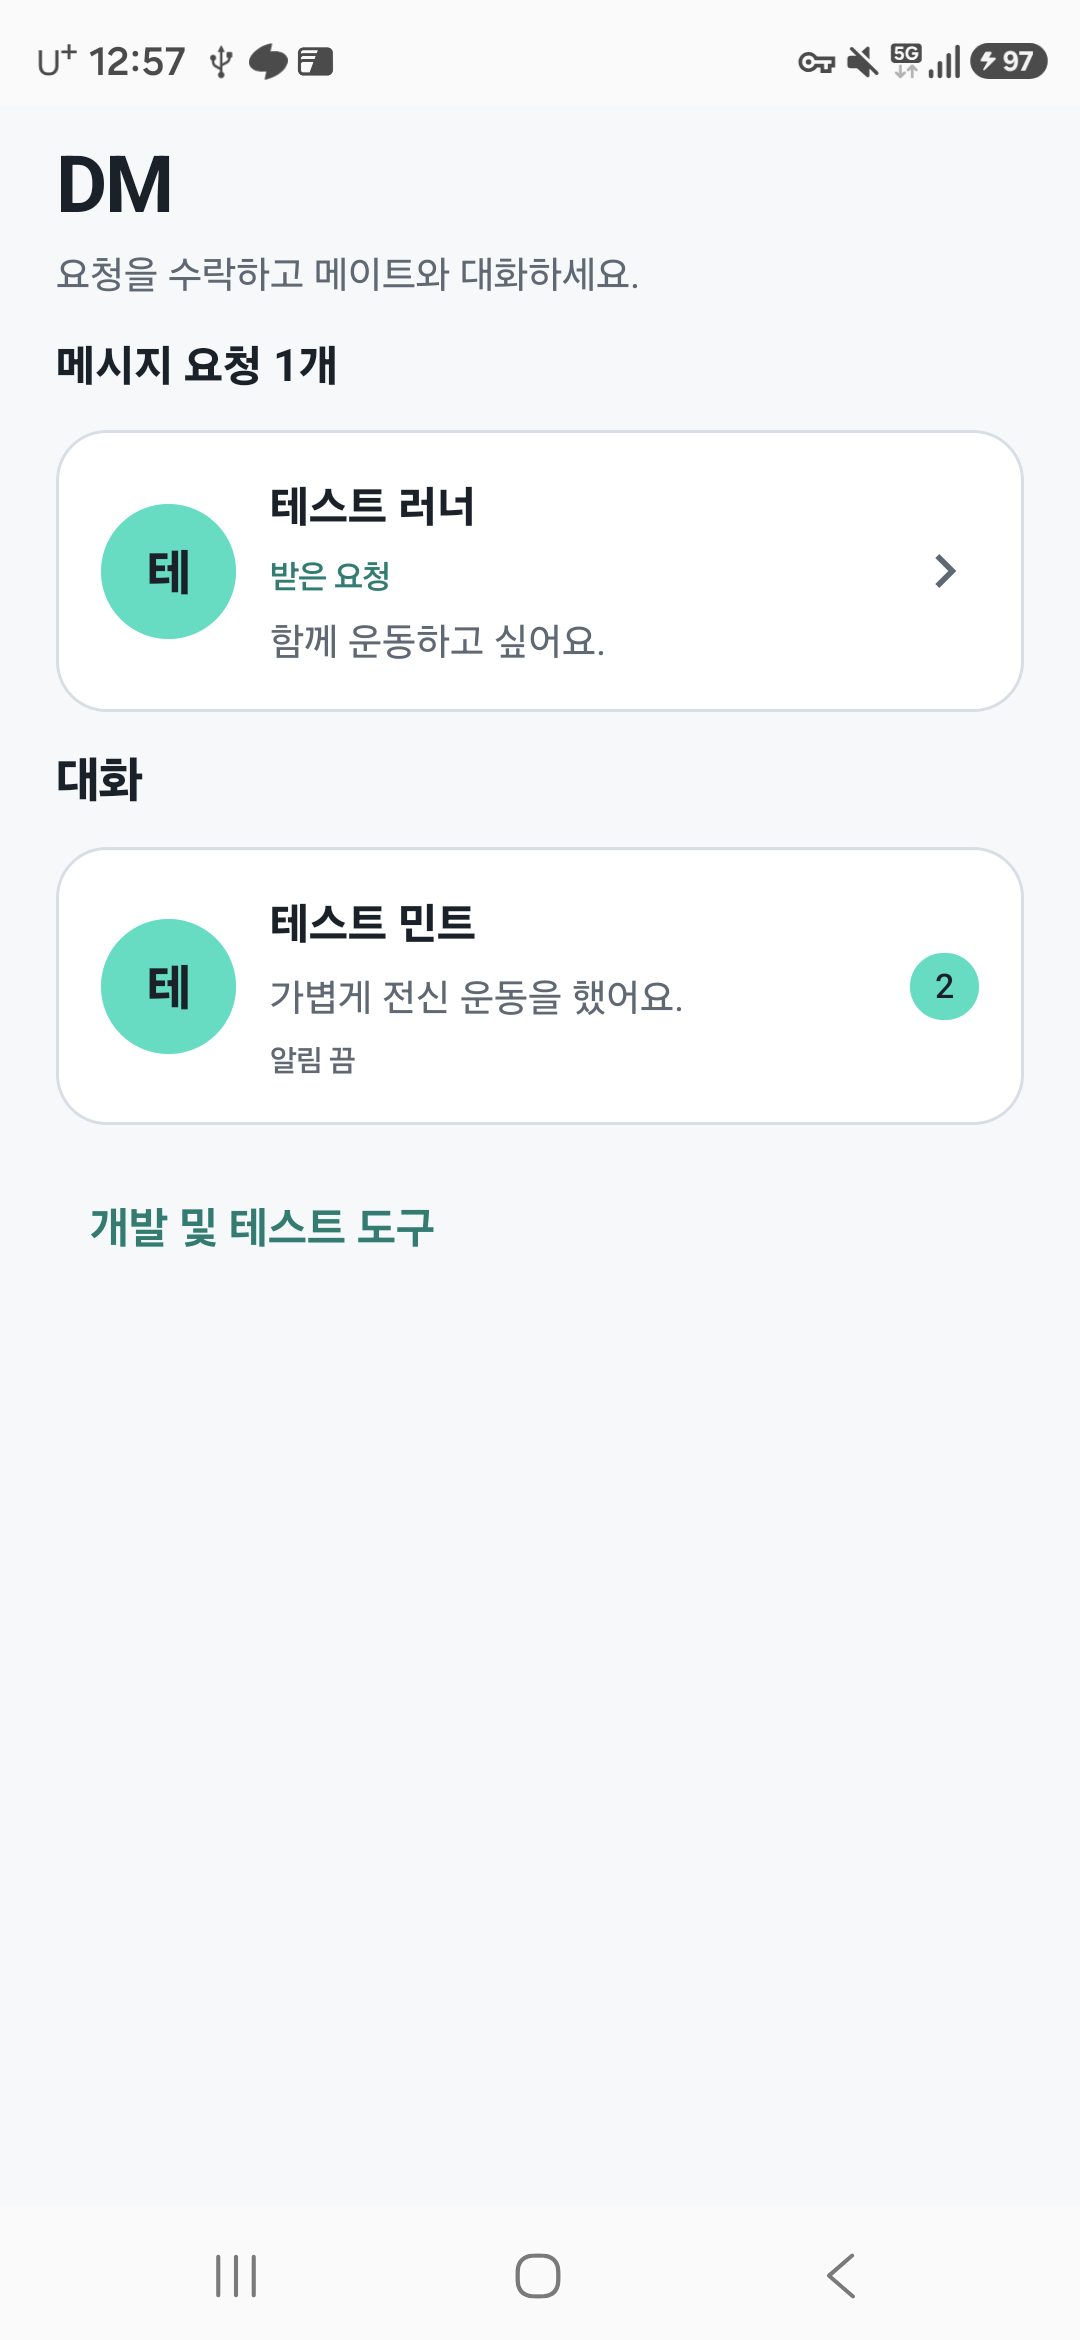 U+ 12:57 5G 97
DM
요청을 수락하고 메이트와 대화하세요.
메시지 요청 1개
테
테스트 러너
받은 요청
함께 운동하고 싶어요.
대화
테
테스트 민트
가볍게 전신 운동을 했어요.
알림 끔
2
개발 및 테스트 도구